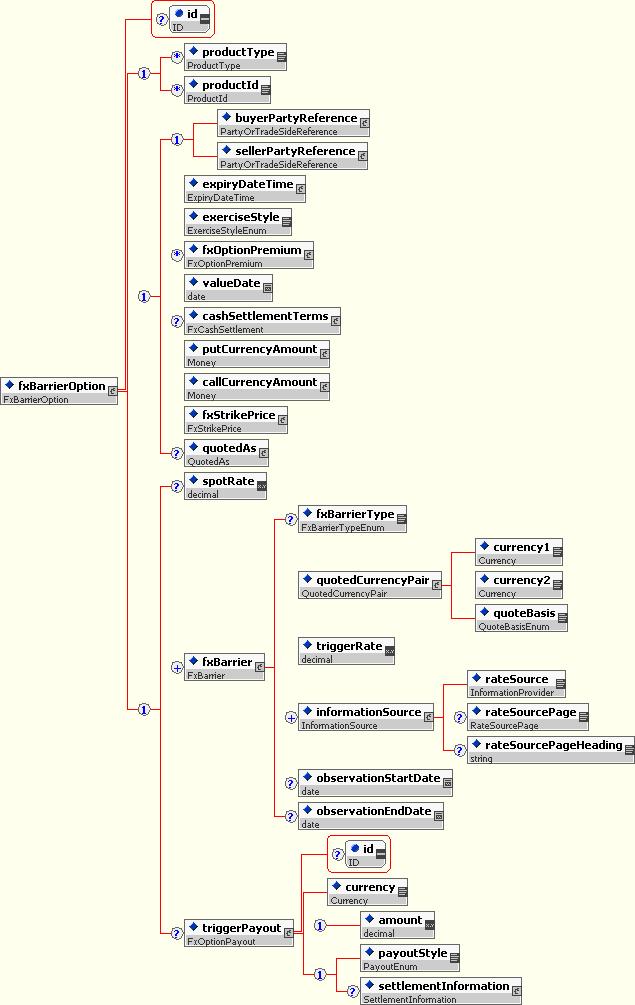 ? id
ID
* productType
ProductType
1
* productId
ProductId
buyerPartyReference
PartyOrTradeSideReference
1
sellerPartyReference
PartyOrTradeSideReference
expiryDateTime
ExpiryDateTime
exerciseStyle
ExerciseStyleEnum
* fxOptionPremium
FxOptionPremium
valueDate
date
1
? cashSettlementTerms
FxCashSettlement
putCurrencyAmount
Money
callCurrencyAmount
Money
fxBarrierOption
FxBarrierOption
fxStrikePrice
FxStrikePrice
? quotedAs
QuotedAs
? spotRate
decimal
? fxBarrierType
FxBarrierTypeEnum
quotedCurrencyPair
QuotedCurrencyPair
currency1
Currency
currency2
Currency
quoteBasis
QuoteBasisEnum
triggerRate
decimal
+ fxBarrier
FxBarrier
1
+ informationSource
InformationSource
rateSource
InformationProvider
? rateSourcePage
RateSourcePage
? rateSourcePageHeading
string
? observationStartDate
date
? observationEndDate
date
? id
ID
currency
Currency
? triggerPayout
FxOptionPayout
1 amount
decimal
1
payoutStyle
PayoutEnum
? settlementInformation
SettlementInformation